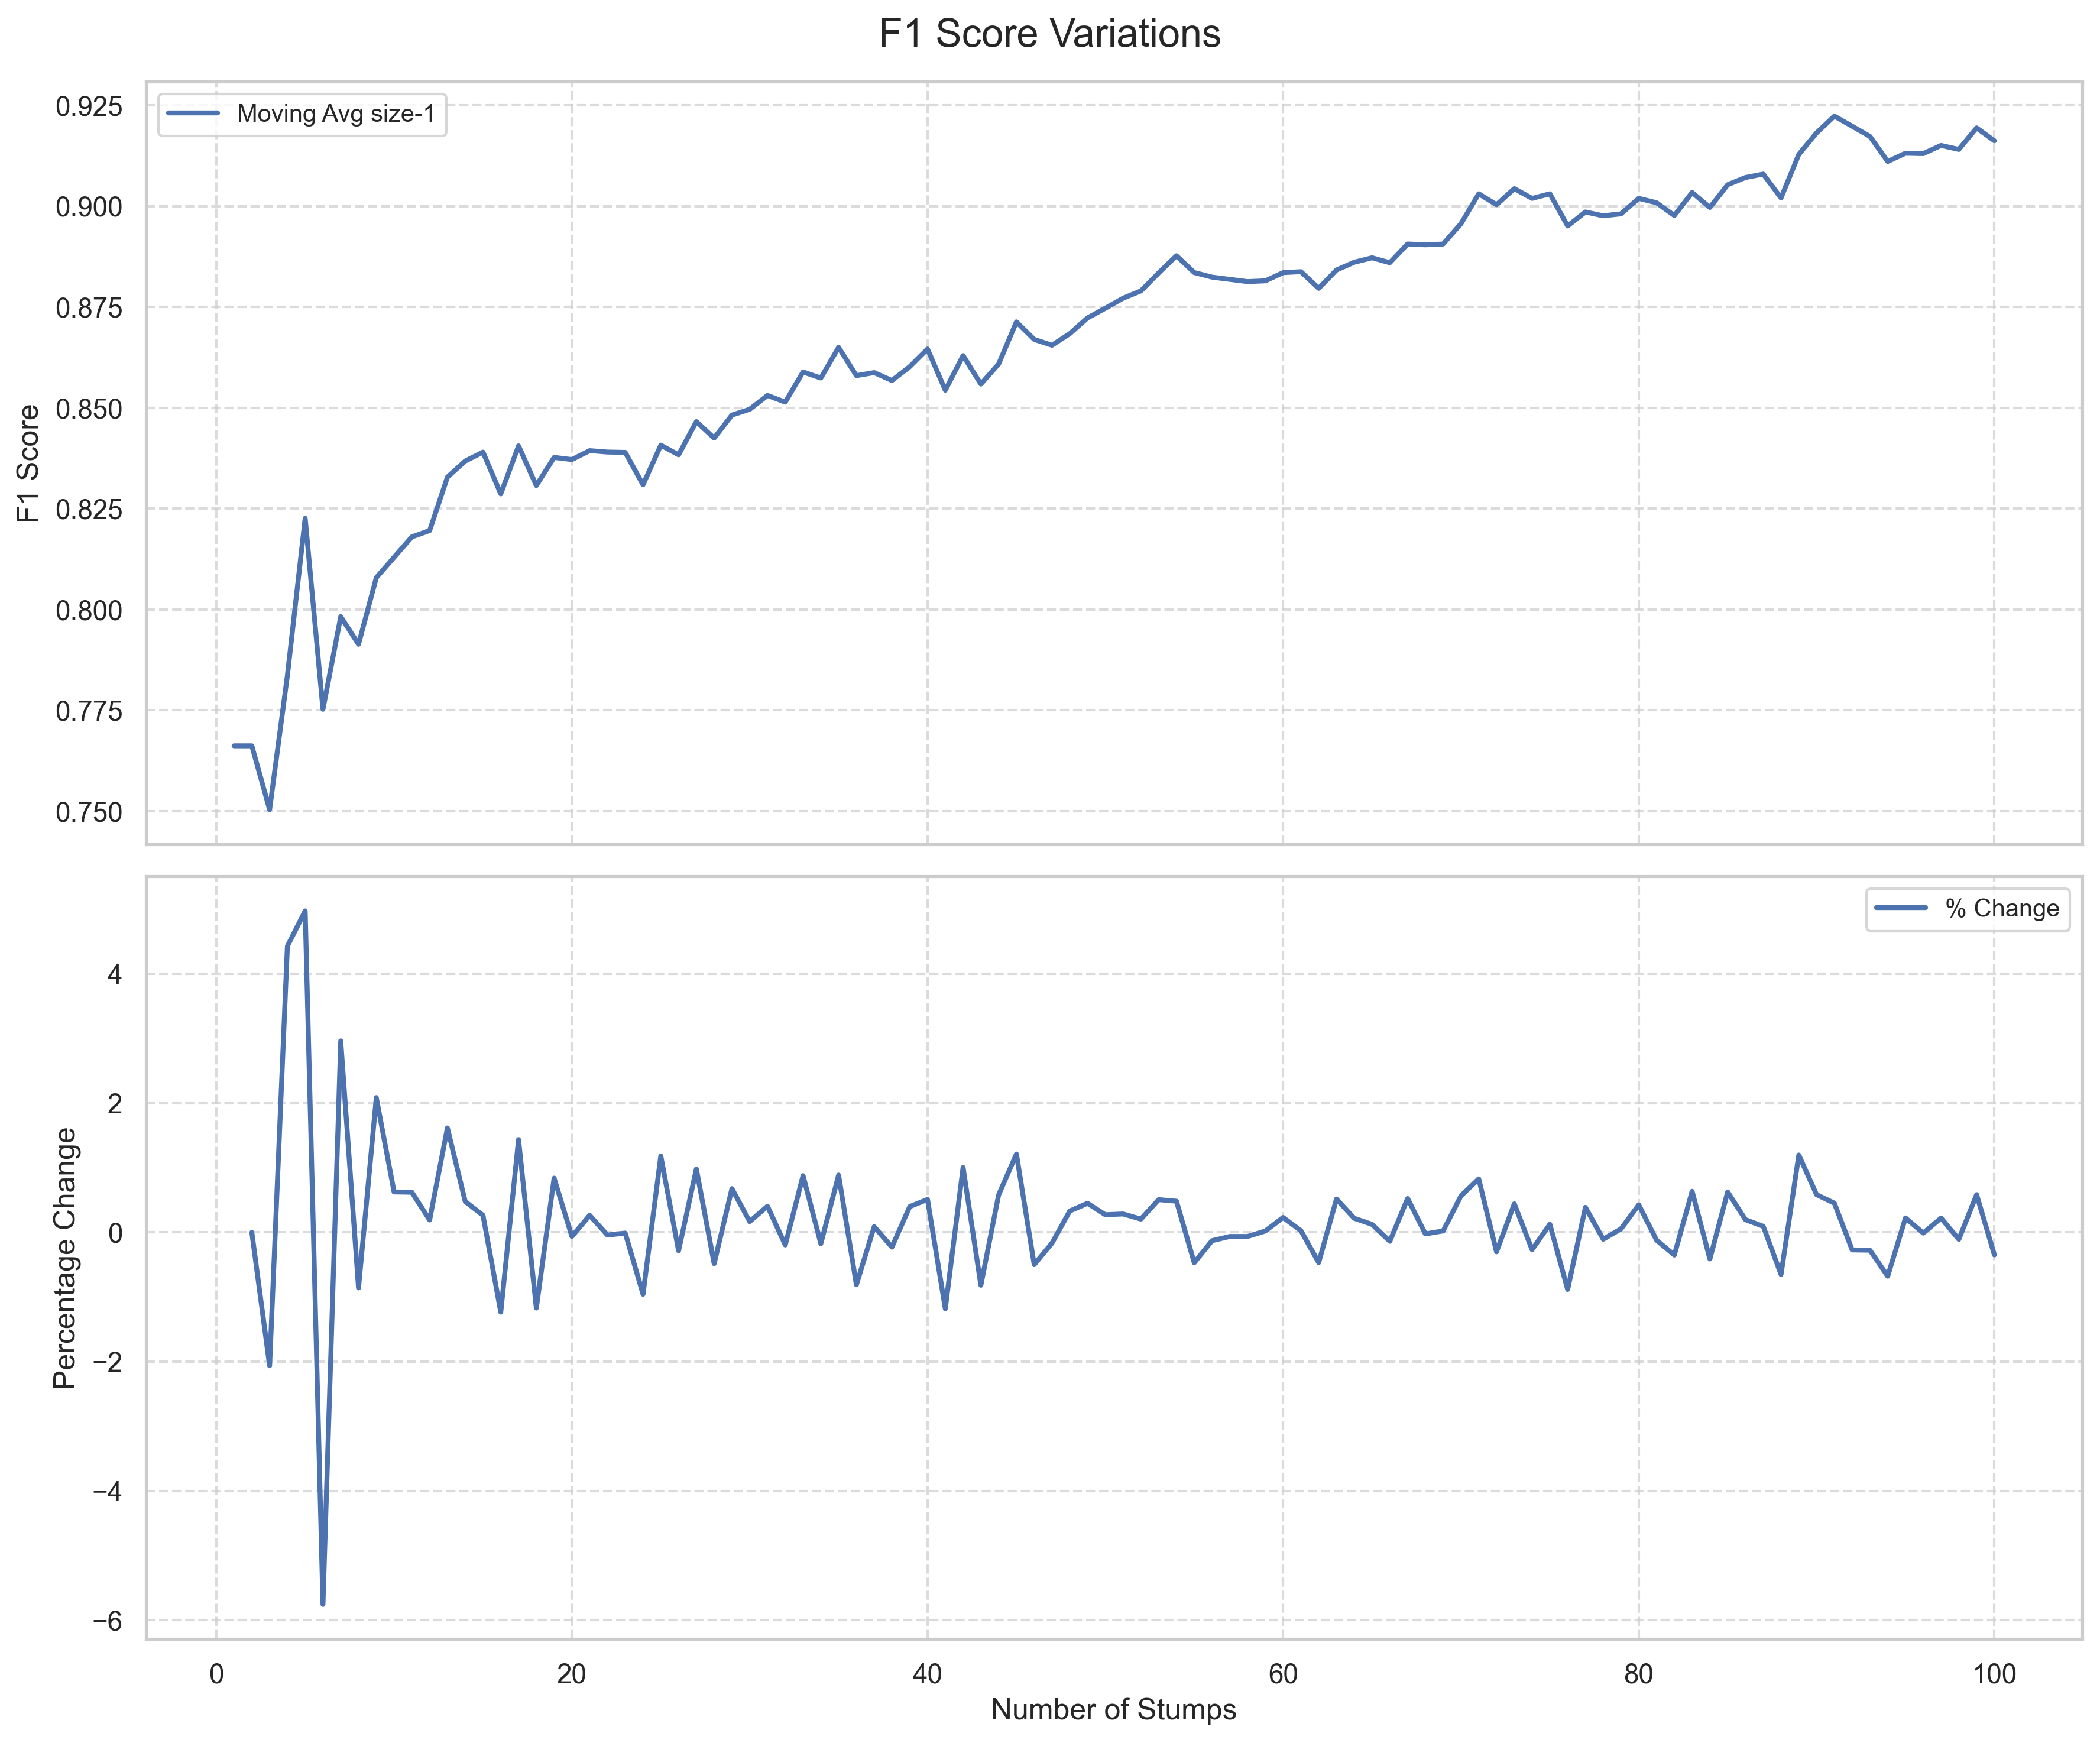 F1 Score Variations
Moving Avg size-1
F1 Score
0.925
0.900
0.875
0.850
0.825
0.800
0.775
0.750
% Change
Percentage Change
4
2
0
−2
−4
−6
0 20 40 60 80 100
Number of Stumps